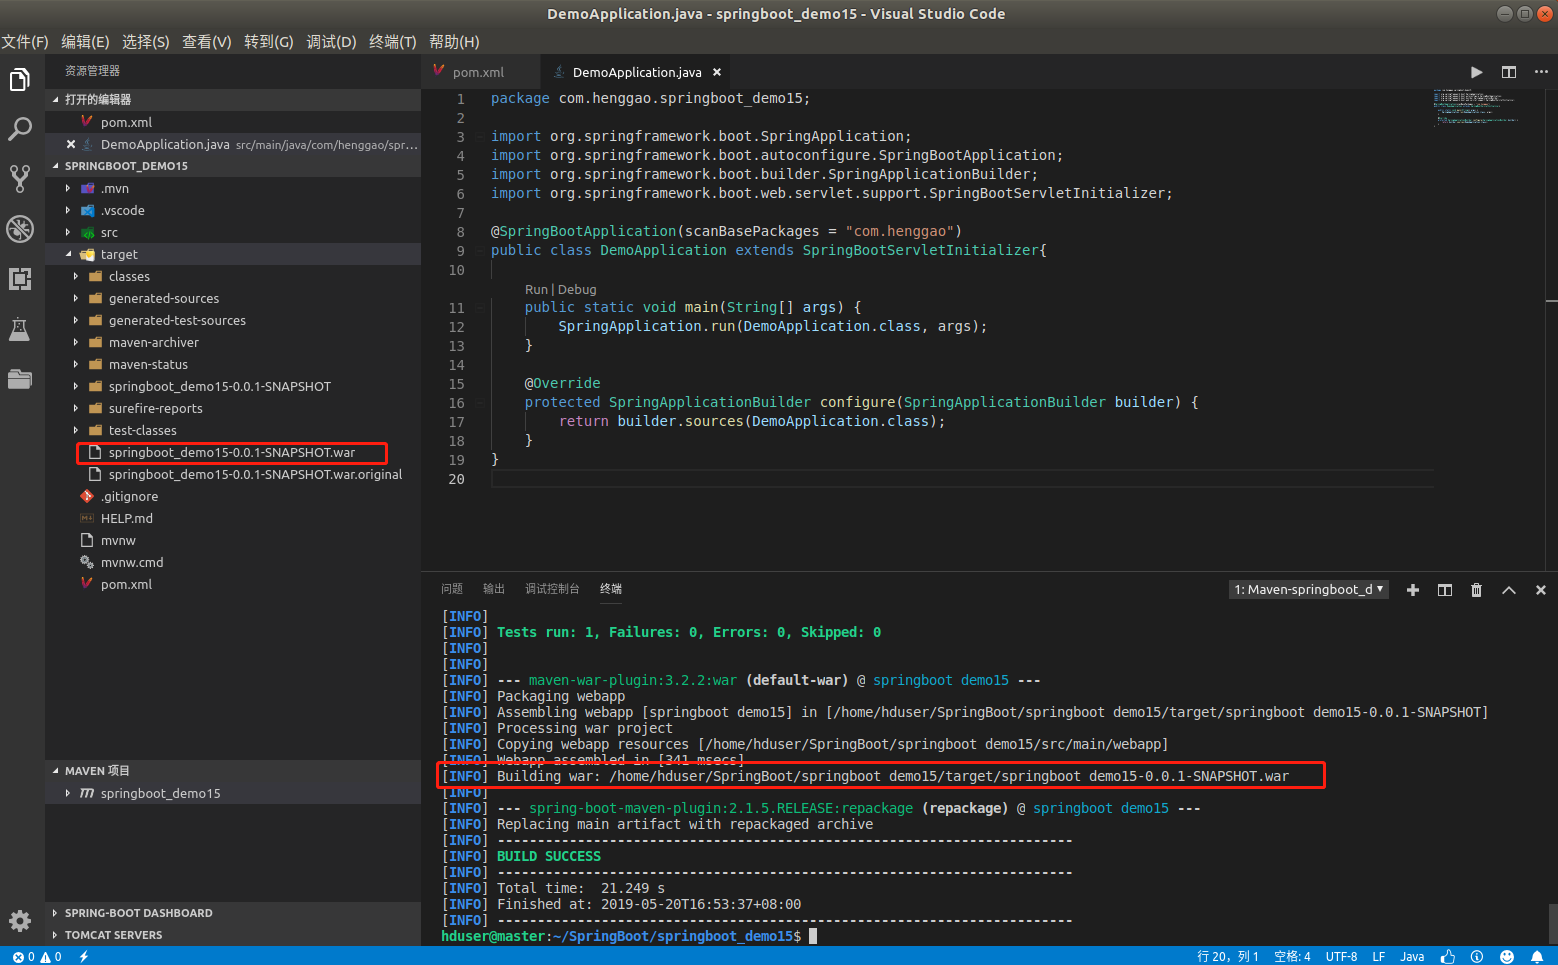 DemoApplication.java - springboot_demo15 - Visual Studio Code
文件(F) 编辑(E) 选择(S) 查看(V) 转到(G) 调试(D) 终端(T) 帮助(H)
资源管理器
打开的编辑器
pom.xml
DemoApplication.java src/main/java/com/henggao/spr...
SPRINGBOOT_DEMO15
.mvn
.vscode
src
target
classes
generated-sources
generated-test-sources
maven-archiver
maven-status
springboot_demo15-0.0.1-SNAPSHOT
surefire-reports
test-classes
springboot_demo15-0.0.1-SNAPSHOT.war
springboot_demo15-0.0.1-SNAPSHOT.war.original
.gitignore
HELP.md
mvnw
mvnw.cmd
pom.xml
MAVEN 项目
springboot_demo15
SPRING-BOOT DASHBOARD
TOMCAT SERVERS
pom.xml DemoApplication.java
1 package com.henggao.springboot_demo15;
2
3 import org.springframework.boot.SpringApplication;
4 import org.springframework.boot.autoconfigure.SpringBootApplication;
5 import org.springframework.boot.builder.SpringApplicationBuilder;
6 import org.springframework.boot.web.servlet.support.SpringBootServletInitializer;
7
8 @SpringBootApplication(scanBasePackages = "com.henggao")
9 public class DemoApplication extends SpringBootServletInitializer{
10
Run | Debug
11 public static void main(String[] args) {
12 SpringApplication.run(DemoApplication.class, args);
13 }
14
15 @Override
16 protected SpringApplicationBuilder configure(SpringApplicationBuilder builder) {
17 return builder.sources(DemoApplication.class);
18 }
19 }
20
问题 输出 调试控制台 终端 1: Maven-springboot_d
[INFO]
[INFO] Tests run: 1, Failures: 0, Errors: 0, Skipped: 0
[INFO]
[INFO]
[INFO] --- maven-war-plugin:3.2.2:war (default-war) @ springboot demo15 ---
[INFO] Packaging webapp
[INFO] Assembling webapp [springboot demo15] in [/home/hduser/SpringBoot/springboot demo15/target/springboot demo15-0.0.1-SNAPSHOT]
[INFO] Processing war project
[INFO] Copying webapp resources [/home/hduser/SpringBoot/springboot demo15/src/main/webapp]
[INFO] Webapp assembled in [341 msecs]
[INFO] Building war: /home/hduser/SpringBoot/springboot demo15/target/springboot demo15-0.0.1-SNAPSHOT.war
[INFO]
[INFO] --- spring-boot-maven-plugin:2.1.5.RELEASE:repackage (repackage) @ springboot demo15 ---
[INFO] Replacing main artifact with repackaged archive
[INFO] ------------------------------------------------------------------------
[INFO] BUILD SUCCESS
[INFO] ------------------------------------------------------------------------
[INFO] Total time:  21.249 s
[INFO] Finished at: 2019-05-20T16:53:37+08:00
[INFO] ------------------------------------------------------------------------
hduser@master:~/SpringBoot/springboot_demo15$
0 0 行 20，列 1 空格: 4 UTF-8 LF Java